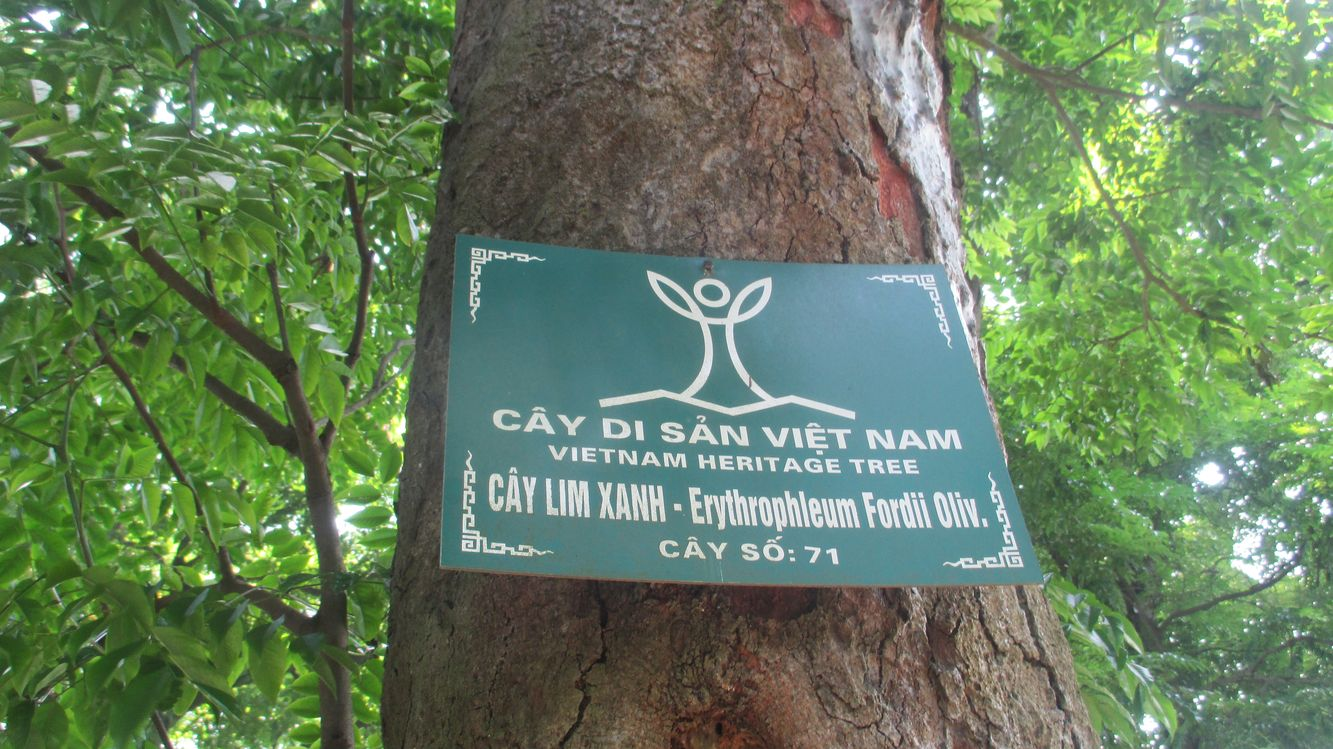 CÂY DI SẢN VIỆT NAM
VIETNAM HERITAGE TREE
CÂY LIM XANH - Erythrophleum Fordii Oliv.
CÂY SỐ: 71